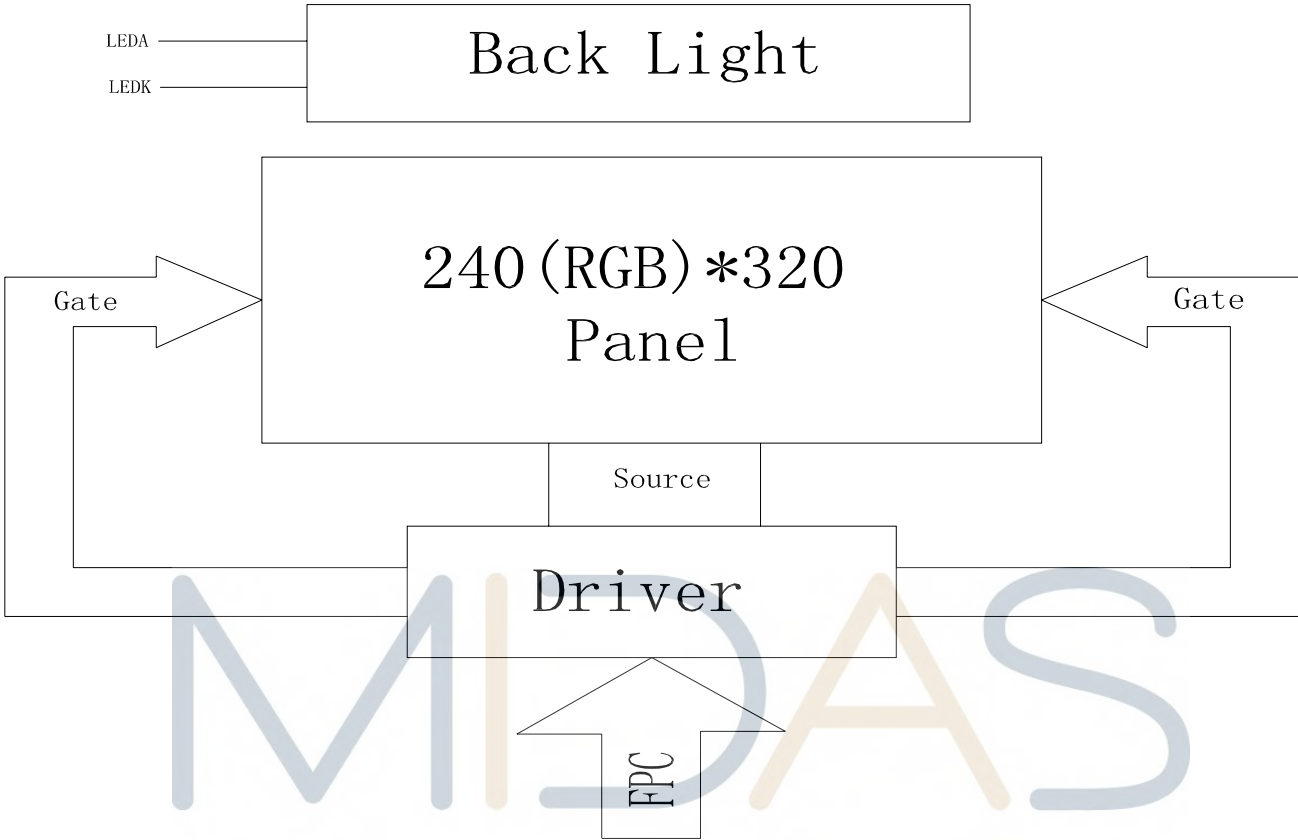 LEDA
Back Light
LEDK
240(RGB)*320
Panel
Gate
Gate
Source
Driver
FPC
MIDAS